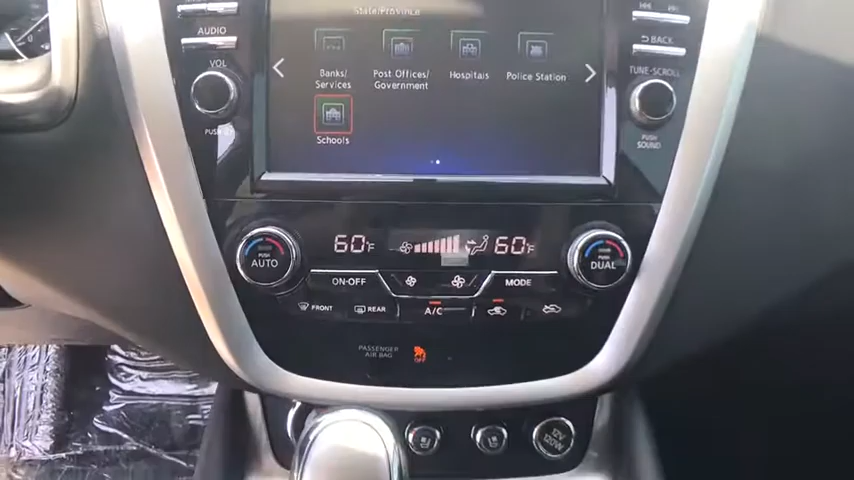 State/Province
AUDIO
BACK
VOL
TUNE·SCROLL
Banks/
Services
Post Offices/
Government
Hospitals
Police Station
PUSH
PUSH
SOUND
Schools
PUSH
AUTO
60°F
60°F
PUSH
DUAL
ON·OFF
MODE
FRONT
REAR
A/C
PASSENGER
AIR BAG
OFF
12V
120W